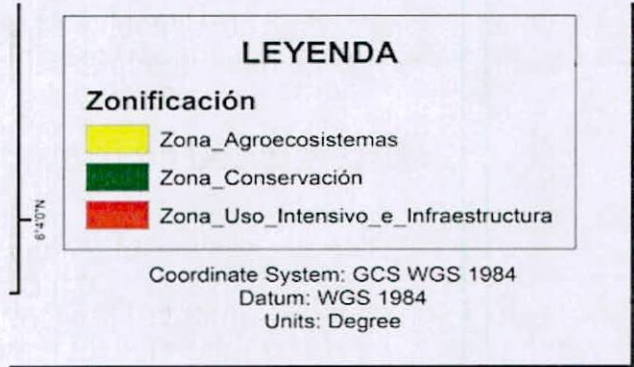 LEYENDA
Zonificación
Zona_Agroecosistemas
Zona_Conservación
Zona_Uso_Intensivo_e_Infraestructura
6°4'0"N
Coordinate System: GCS WGS 1984
Datum: WGS 1984
Units: Degree